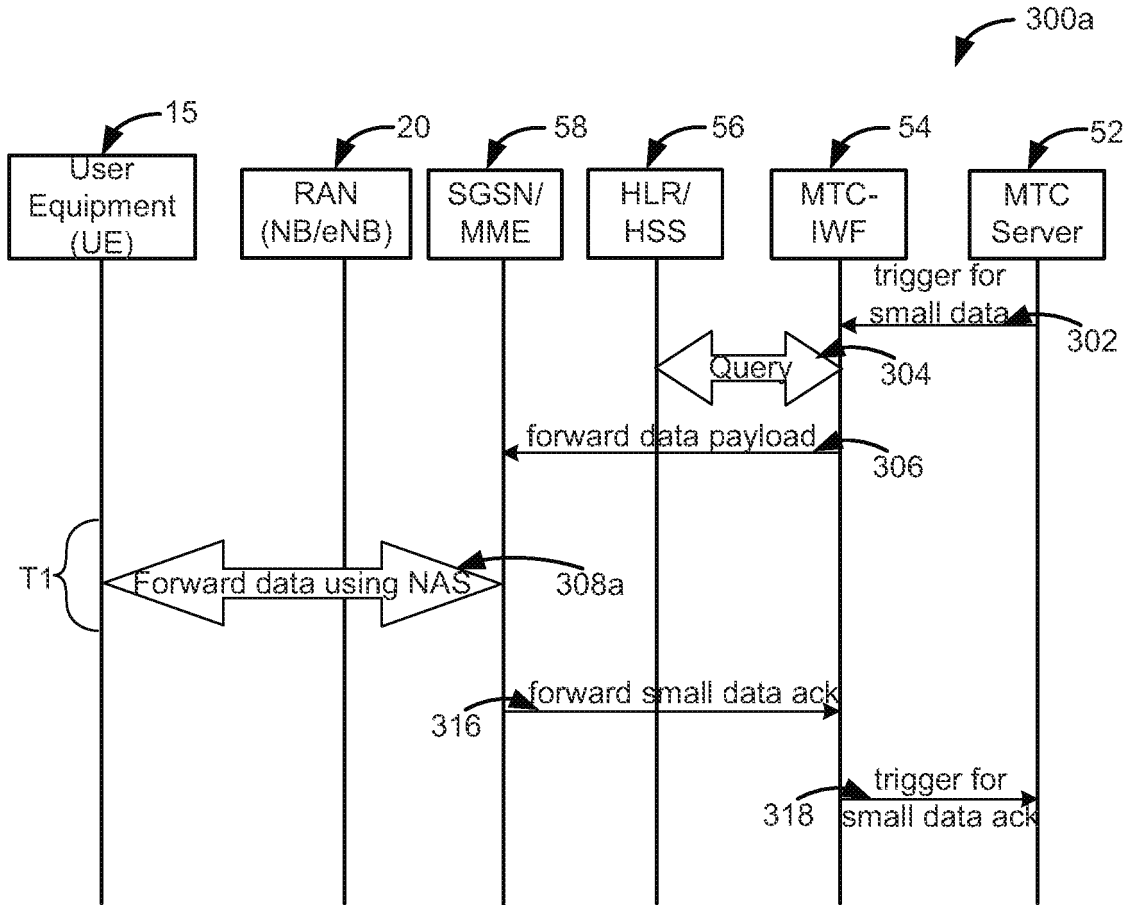 300a
15
20
58
56
54
52
User
Equipment
(UE)
RAN
(NB/eNB)
SGSN/
MME
HLR/
HSS
MTC-
IWF
MTC
Server
trigger for
small data
302
Query
304
forward data payload
306
T1
Forward data using NAS
308a
forward small data ack
316
trigger for
small data ack
318